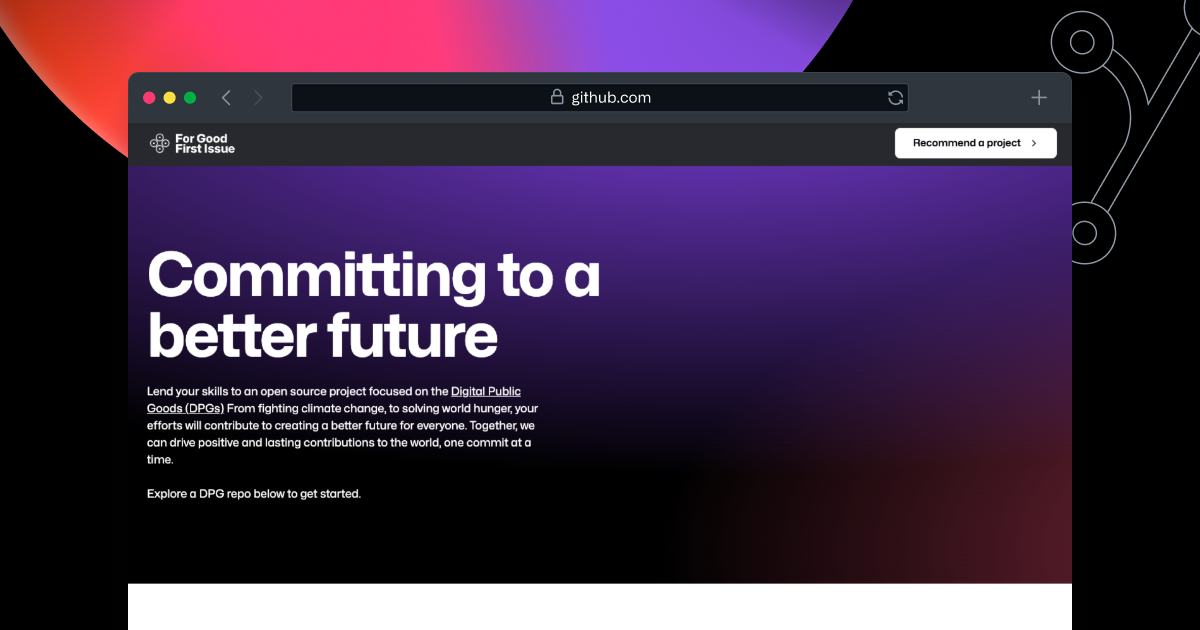 github.com
For Good
First Issue
Recommend a project
Committing to a
better future
Lend your skills to an open source project focused on the Digital Public
Goods (DPGs) From fighting climate change, to solving world hunger, your
efforts will contribute to creating a better future for everyone. Together, we
can drive positive and lasting contributions to the world, one commit at a
time.
Explore a DPG repo below to get started.